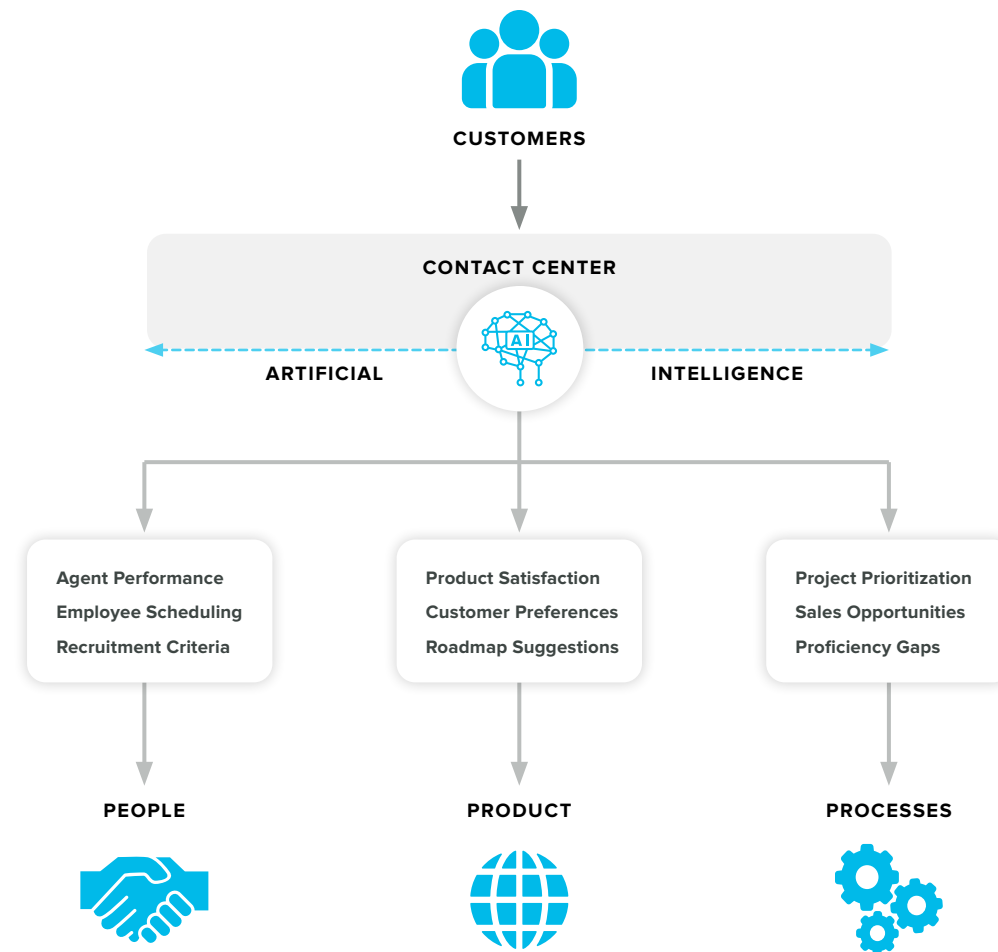 CUSTOMERS
CONTACT CENTER
AI
ARTIFICIAL
INTELLIGENCE
Agent Performance
Employee Scheduling
Recruitment Criteria
Product Satisfaction
Customer Preferences
Roadmap Suggestions
Project Prioritization
Sales Opportunities
Proficiency Gaps
PEOPLE
PRODUCT
PROCESSES